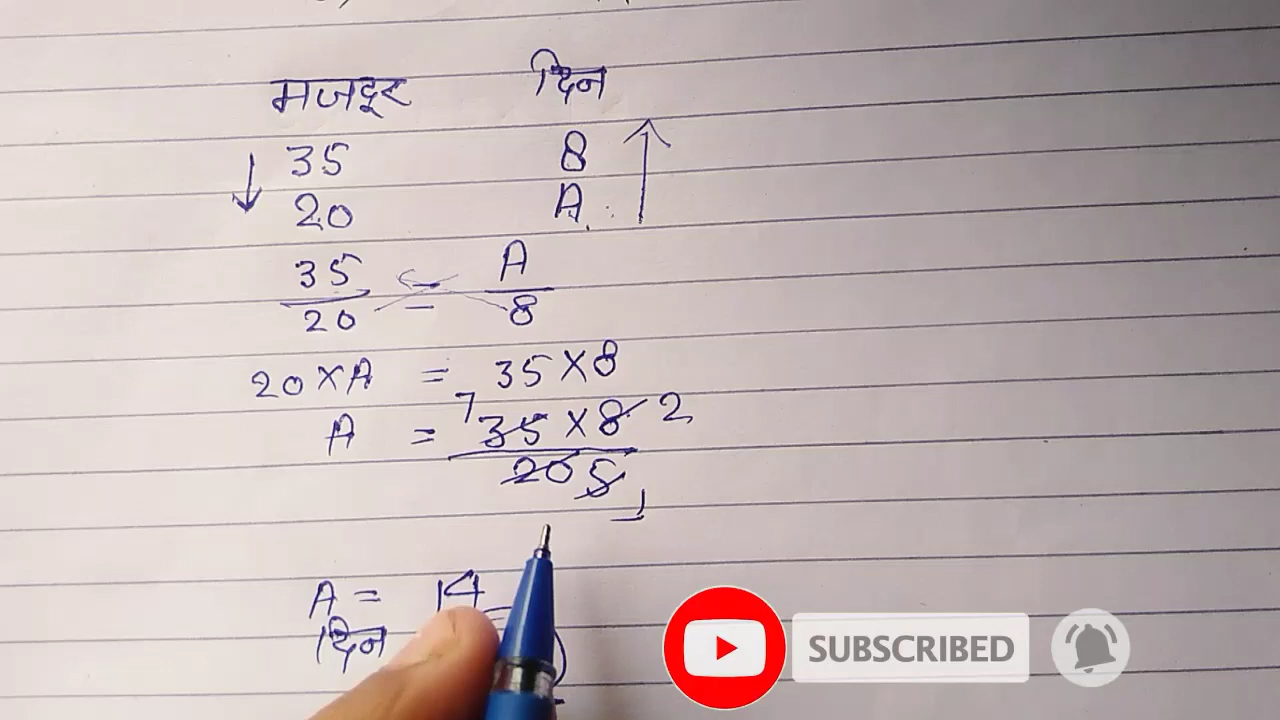 मजदूर दिन
35 8
20 A
35/20 = A/8
20 X A = 35 X 8
A = 7 35 X 8 2
20 5
A = 14
दिन
SUBSCRIBED